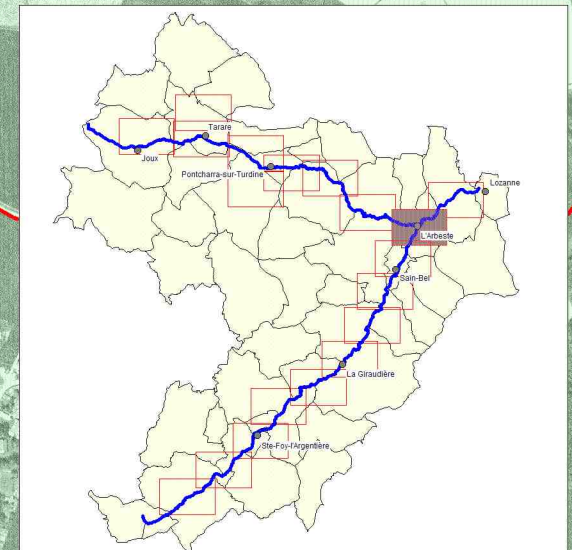 Tarare
Joux
Pontcharra-sur-Turdine
Lozanne
L'Arbeste
Sain-Bel
La Giraudière
Ste-Foy-l'Argentière